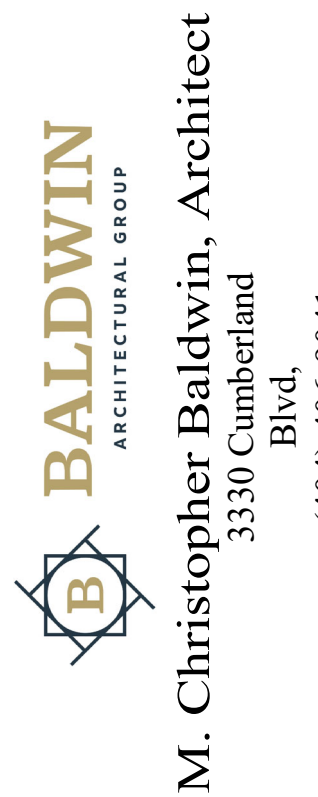 B
BALDWIN
ARCHITECTURAL GROUP
M. Christopher Baldwin, Architect
3330 Cumberland
Blvd,